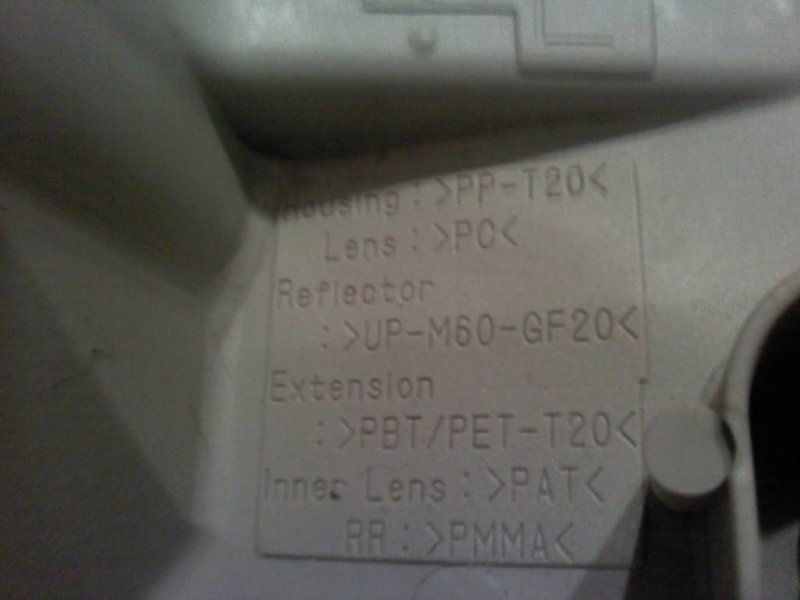 Housing:>PP-T20<
Lens:>PC<
Reflector
:>UP-M60-GF20<
Extension
:>PBT/PET-T20<
Inner Lens:>PAT<
RR:>PMMA<